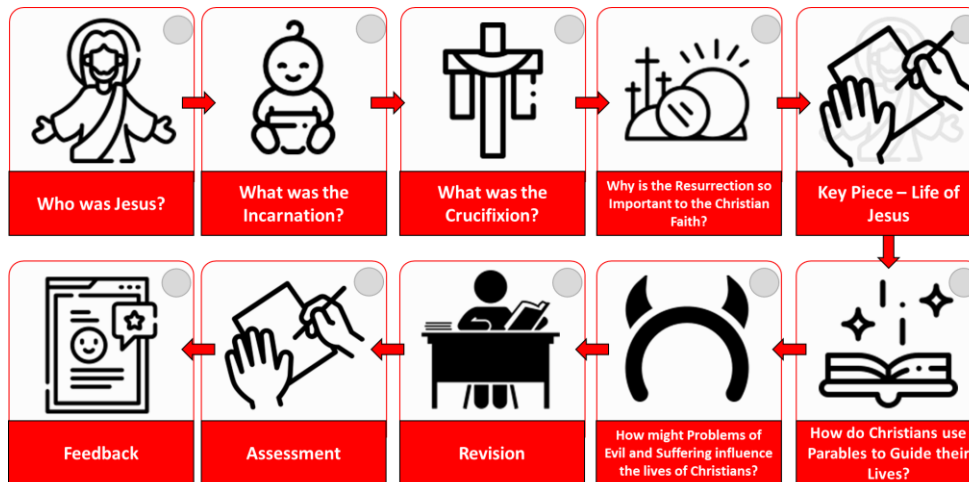 Who was Jesus?
What was the
Incarnation?
What was the
Crucifixion?
Why is the Resurrection so
Important to the Christian
Faith?
Key Piece – Life of
Jesus
How do Christians use
Parables to Guide their
Lives?
How might Problems of
Evil and Suffering influence
the lives of Christians?
Revision
Assessment
Feedback